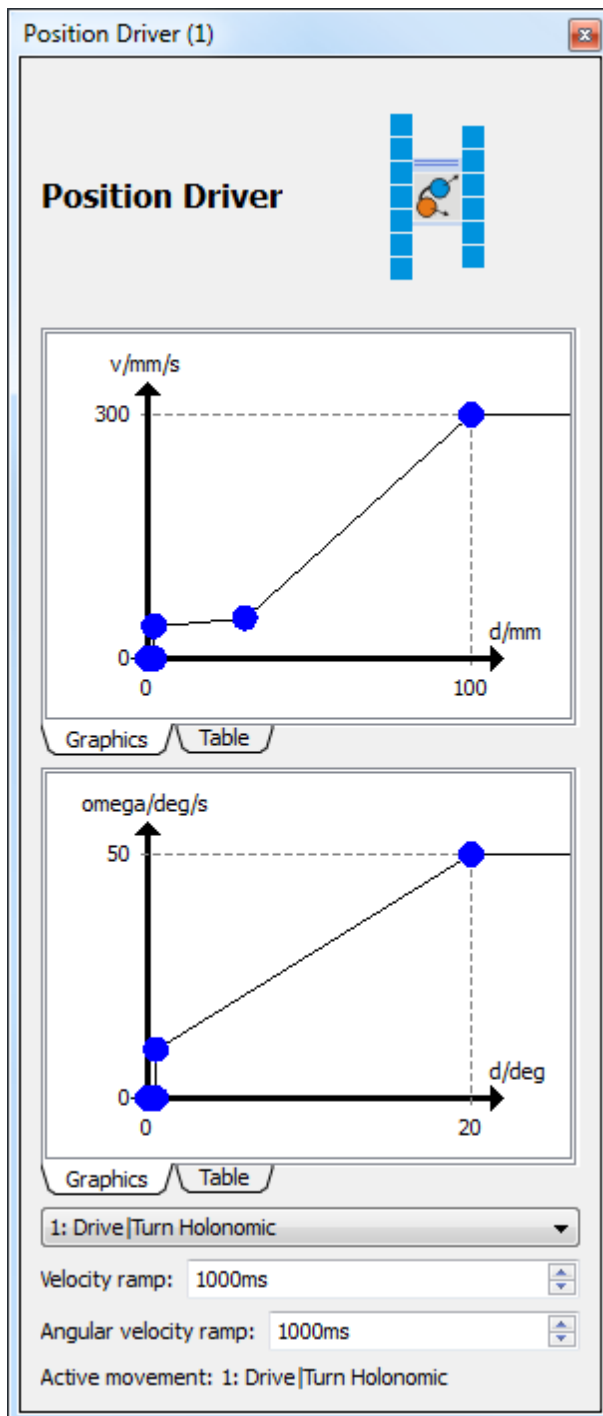 Position Driver (1)
Position Driver
v/mm/s
300
d/mm
0
0
100
Graphics
Table
omega/deg/s
50
d/deg
0
0
20
Graphics
Table
1: Drive|Turn Holonomic
Velocity ramp: 1000ms
Angular velocity ramp: 1000ms
Active movement: 1: Drive|Turn Holonomic